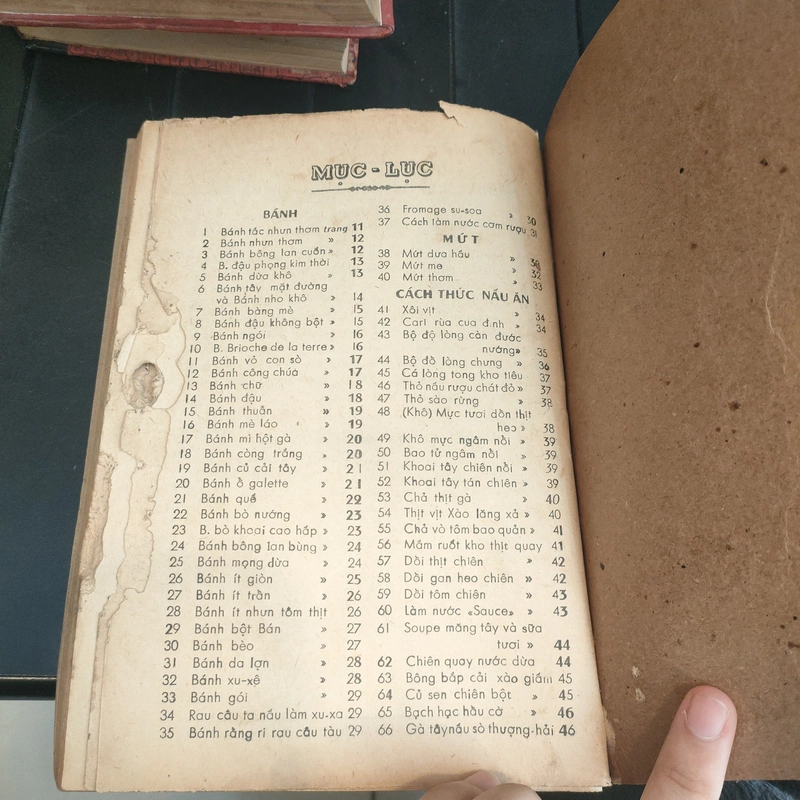 MỤC - LỤC
BÁNH
1 Bánh tắc nhưn thơm trang 11
2 Bánh nhưn thơm » 12
3 Bánh bông lan cuốn » 12
4 B. đậu phọng kim thời 13
5 Bánh dừa khô » 13
6 Bánh tây mặt đường
và Bánh nho khô » 14
7 Bánh bàng mè » 15
8 Bánh đậu không bột » 15
9 Bánh ngói » 16
10 B. Brioche de la terre » 16
11 Bánh vỏ con sò » 17
12 Bánh công chúa » 17
13 Bánh chữ » 18
14 Bánh đậu » 18
15 Bánh thuẫn » 19
16 Bánh mè láo » 19
17 Bánh mì hột gà » 20
18 Bánh còng trắng » 20
19 Bánh củ cải tây » 21
20 Bánh ổ galette » 21
21 Bánh quế » 22
22 Bánh bò nướng » 23
23 B. bò khoai cao hấp » 23
24 Bánh bông lan bùng » 24
25 Bánh mọng dừa » 24
26 Bánh ít giòn » 25
27 Bánh ít trần » 26
28 Bánh ít nhưn tôm thịt 26
29 Bánh bột Bán » 27
30 Bánh bèo » 27
31 Bánh da lợn » 28
32 Bánh xu-xê » 28
33 Bánh gói » 29
34 Rau câu ta nấu làm xu-xa 29
35 Bánh rằng ri rau câu tàu 29
36 Fromage su-soa » 30
37 Cách làm nước cơm rượu 31
MỨT
38 Mứt dưa hấu »
39 Mứt me » 32
40 Mứt thơm » 33
CÁCH THỨC NẤU ĂN
41 Xôi vịt » 34
42 Cari rùa cua đinh » 34
43 Bộ đồ lòng cần đước
nướng» 35
44 Bộ đồ lòng chưng » 36
45 Cá lòng tong kho tiêu 37
46 Thỏ nấu rượu chát đỏ » 37
47 Thỏ sào rừng » 38
48 (Khô) Mực tươi dồn thịt
heo » 38
49 Khô mực ngâm nồi » 39
50 Bao tử ngâm nồi » 39
51 Khoai tây chiên nồi » 39
52 Khoai tây tán chiên » 39
53 Chả thịt gà » 40
54 Thịt vịt Xào lăng xả » 40
55 Chả vò tôm bao quản » 41
56 Mắm ruốt kho thịt quay 41
57 Dồi thịt chiên » 42
58 Dồi gan heo chiên » 42
59 Dồi tôm chiên » 43
60 Làm nước «Sauce» » 43
61 Soupe măng tây và sữa
tươi » 44
62 Chiên quay nước dừa 44
63 Bông bắp cải xào giấm 45
64 Củ sen chiên bột » 45
65 Bạch hạc hầu cờ » 46
66 Gà tây nấu sò thượng-hải 46